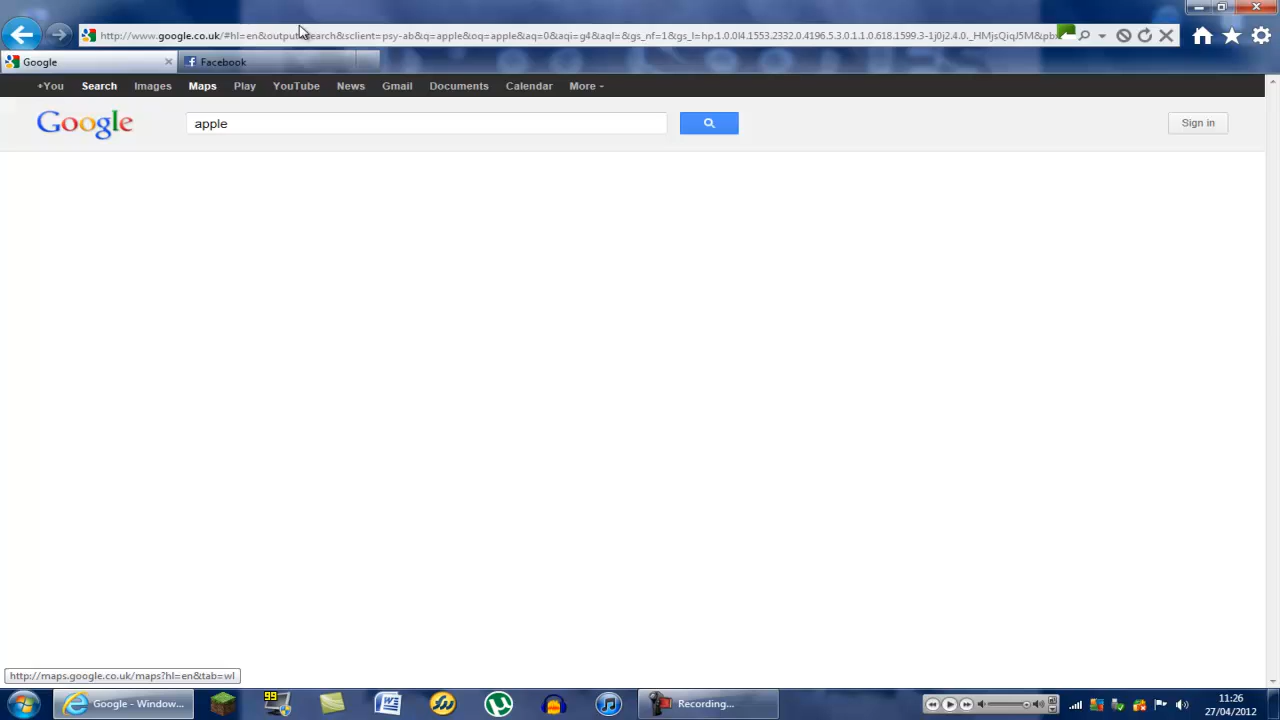 http://www.google.co.uk/#hl=en&output=search&sclient=psy-ab&q=apple&oq=apple&aq=0&aqi=g4&aql=&gs_nf=1&gs_l=hp.1.0.0l4.1552.2332.0.4196.5.3.0.1.1.0.618.1599.3-1j0j2.4.0._HMjsQiqJ5M&pbx
Google
Facebook
+You Search Images Maps Play YouTube News Gmail Documents Calendar More
Google
apple
Sign in
http://maps.google.co.uk/maps?hl=en&tab=wl
Google - Window...
99
Recording...
11:26
27/04/2012